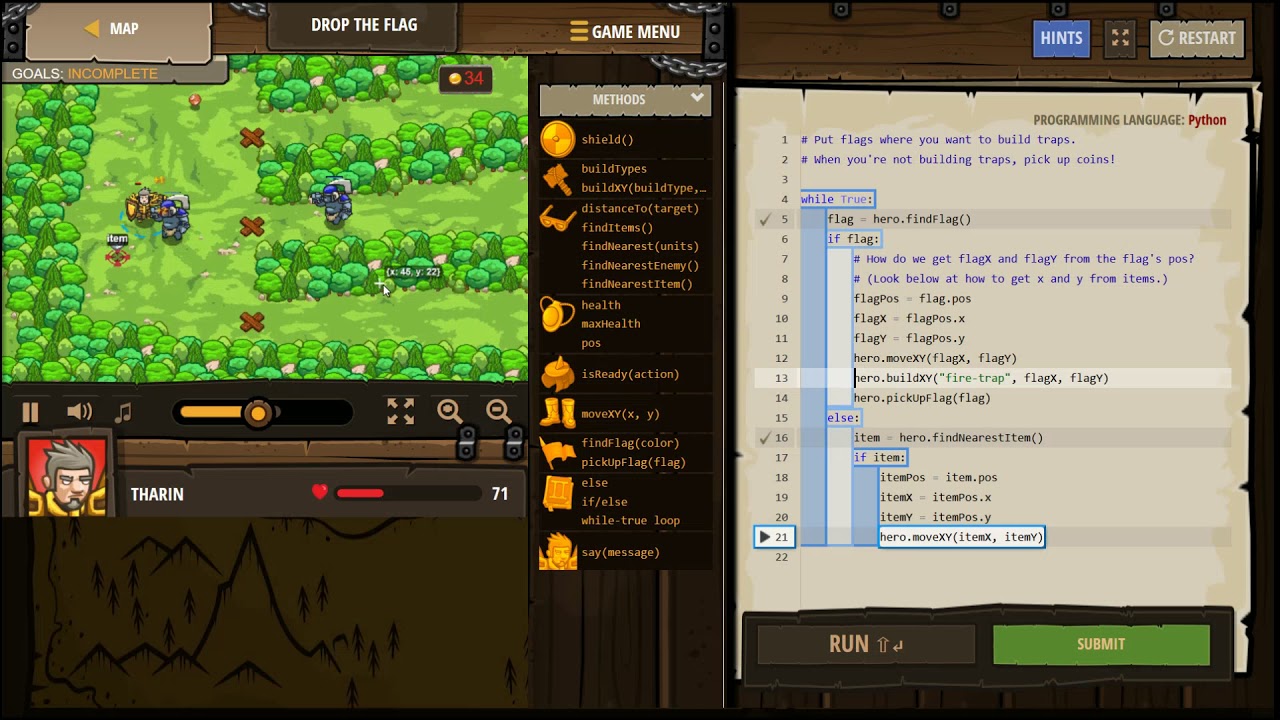 MAP
DROP THE FLAG
GAME MENU
HINTS
RESTART
GOALS: INCOMPLETE
34
item
{x: 45, y: 22}
THARIN
71
METHODS
shield()
buildTypes
buildXY(buildType,…
distanceTo(target)
findItems()
findNearest(units)
findNearestEnemy()
findNearestItem()
health
maxHealth
pos
isReady(action)
moveXY(x, y)
findFlag(color)
pickUpFlag(flag)
else
if/else
while-true loop
say(message)
PROGRAMMING LANGUAGE: Python
1 # Put flags where you want to build traps.
2 # When you're not building traps, pick up coins!
3
4 while True:
5 flag = hero.findFlag()
6 if flag:
7 # How do we get flagX and flagY from the flag's pos?
8 # (Look below at how to get x and y from items.)
9 flagPos = flag.pos
10 flagX = flagPos.x
11 flagY = flagPos.y
12 hero.moveXY(flagX, flagY)
13 hero.buildXY("fire-trap", flagX, flagY)
14 hero.pickUpFlag(flag)
15 else:
16 item = hero.findNearestItem()
17 if item:
18 itemPos = item.pos
19 itemX = itemPos.x
20 itemY = itemPos.y
21 hero.moveXY(itemX, itemY)
22
RUN ⇧↵
SUBMIT